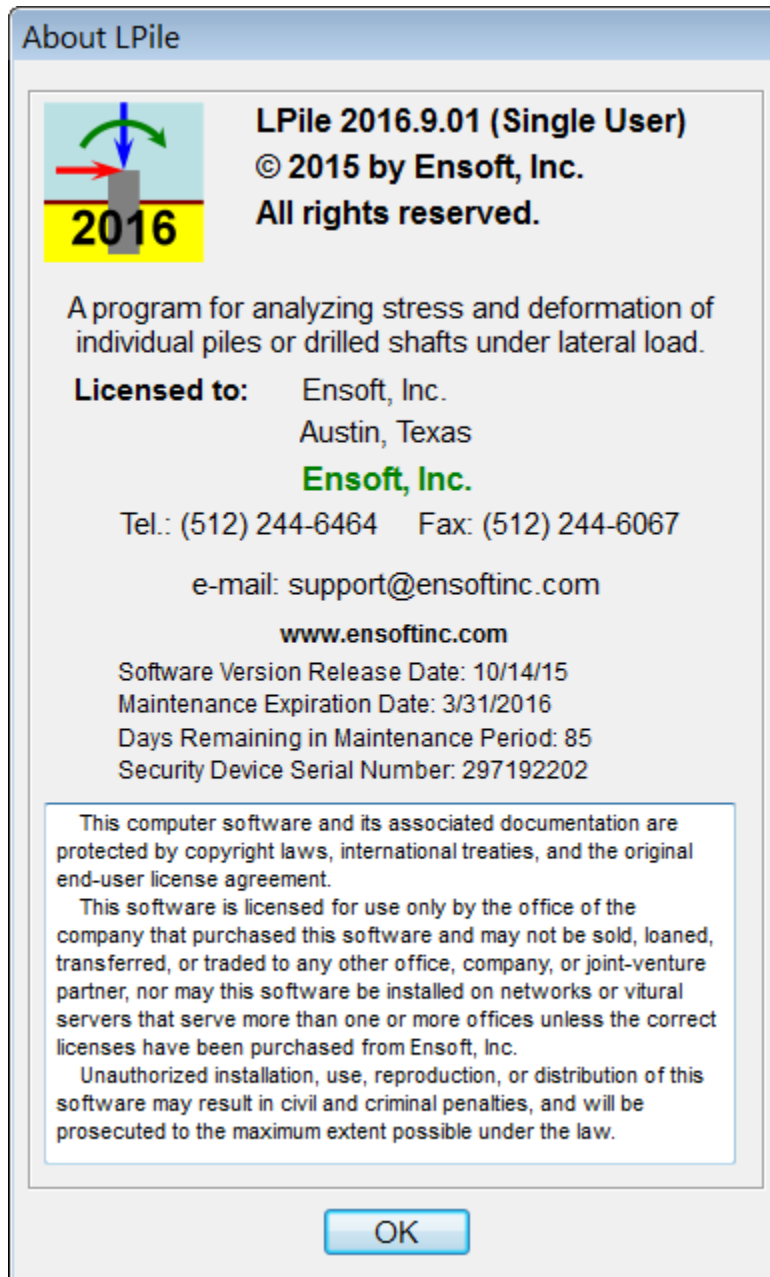 About LPile
LPile 2016.9.01 (Single User)
© 2015 by Ensoft, Inc.
All rights reserved.
2016
A program for analyzing stress and deformation of
individual piles or drilled shafts under lateral load.
Licensed to: Ensoft, Inc.
Austin, Texas
Ensoft, Inc.
Tel.: (512) 244-6464 Fax: (512) 244-6067
e-mail: support@ensoftinc.com
www.ensoftinc.com
Software Version Release Date: 10/14/15
Maintenance Expiration Date: 3/31/2016
Days Remaining in Maintenance Period: 85
Security Device Serial Number: 297192202
This computer software and its associated documentation are
protected by copyright laws, international treaties, and the original
end-user license agreement.
This software is licensed for use only by the office of the
company that purchased this software and may not be sold, loaned,
transferred, or traded to any other office, company, or joint-venture
partner, nor may this software be installed on networks or vitural
servers that serve more than one or more offices unless the correct
licenses have been purchased from Ensoft, Inc.
Unauthorized installation, use, reproduction, or distribution of this
software may result in civil and criminal penalties, and will be
prosecuted to the maximum extent possible under the law.
OK